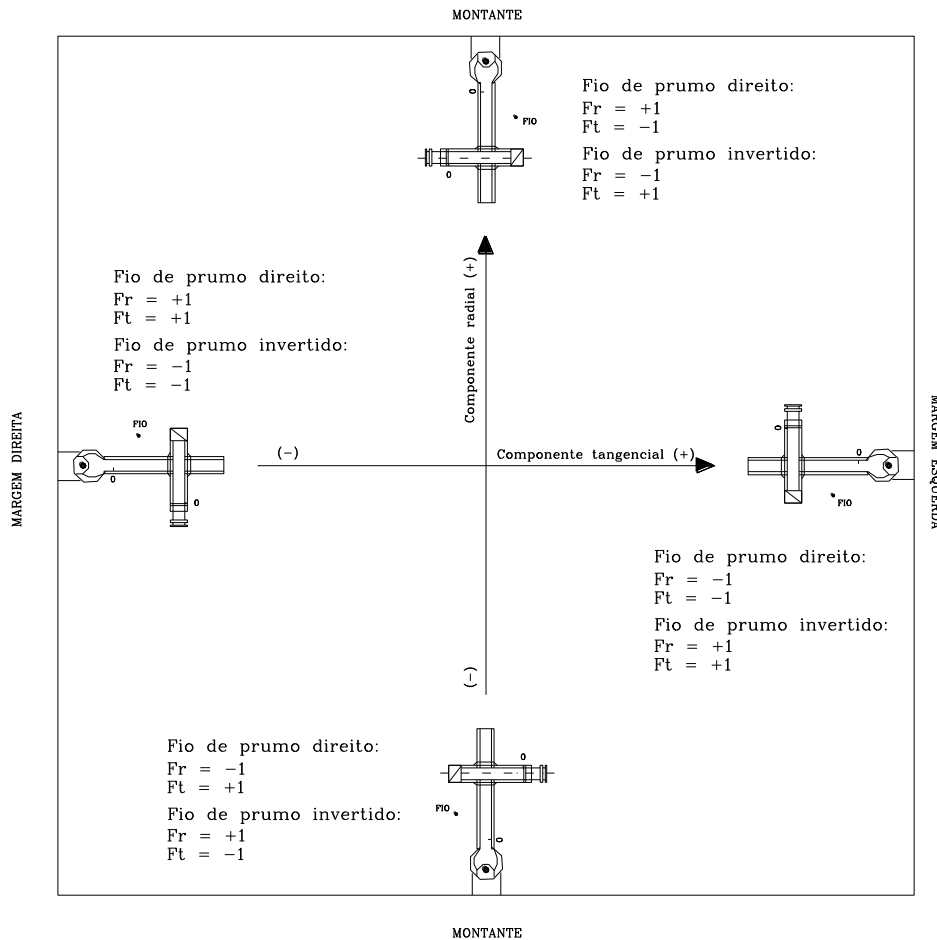 MONTANTE
Fio de prumo direito:
Fr = +1
Ft = −1
Fio de prumo invertido:
Fr = −1
Ft = +1
0
FIO
0
Fio de prumo direito:
Fr = +1
Ft = +1
Fio de prumo invertido:
Fr = −1
Ft = −1
Componente radial (+)
MARGEM DIREITA
FIO
0
0
(−)
Componente tangencial (+)
0
0
FIO
MARGEM ESQUERDA
Fio de prumo direito:
Fr = −1
Ft = −1
Fio de prumo invertido:
Fr = +1
Ft = +1
(−)
Fio de prumo direito:
Fr = −1
Ft = +1
Fio de prumo invertido:
Fr = +1
Ft = −1
0
FIO
0
MONTANTE